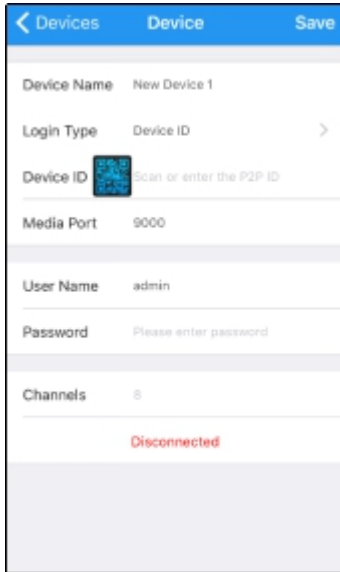 Devices Device Save
Device Name New Device 1
Login Type Device ID
Device ID Scan or enter the P2P ID
Media Port 9000
User Name admin
Password Please enter password
Channels 8
Disconnected